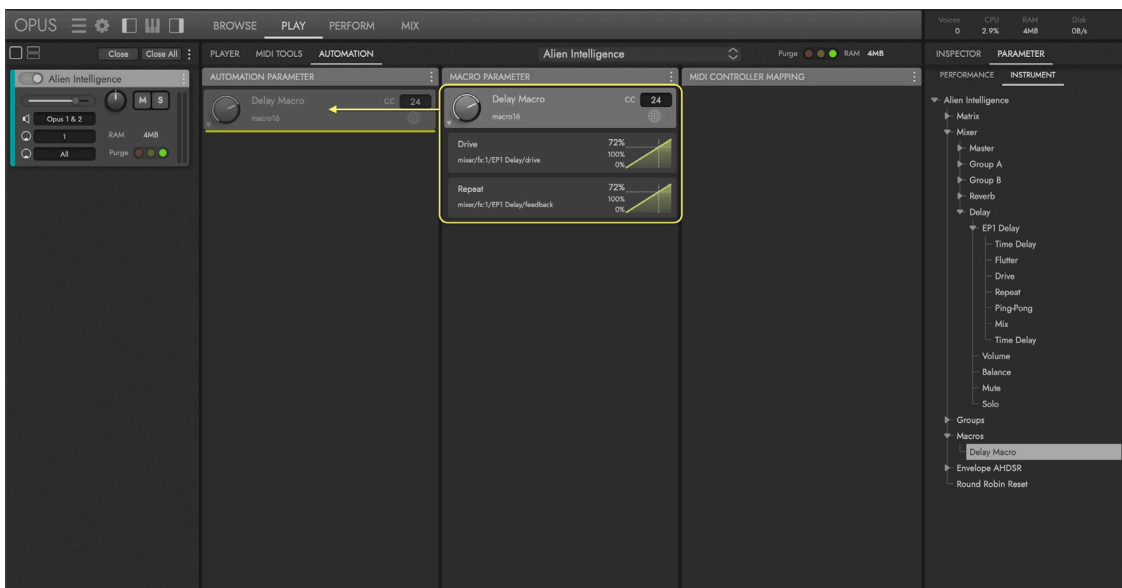 OPUS BROWSE PLAY PERFORM MIX Voices CPU RAM Disk
0 2.9% 4MB 0B/s
Close Close All PLAYER MIDI TOOLS AUTOMATION Alien Intelligence Purge RAM 4MB INSPECTOR PARAMETER
Alien Intelligence
M S
Opus 1 & 2
1 RAM 4MB
All Purge
AUTOMATION PARAMETER
Delay Macro CC 24
macro16
MACRO PARAMETER
Delay Macro CC 24
macro16
Drive 72%
mixer/fx:1/EP1 Delay/drive 100%
0%
Repeat 72%
mixer/fx:1/EP1 Delay/feedback 100%
0%
MIDI CONTROLLER MAPPING
PERFORMANCE INSTRUMENT
Alien Intelligence
Matrix
Mixer
Master
Group A
Group B
Reverb
Delay
EP1 Delay
Time Delay
Flutter
Drive
Repeat
Ping-Pong
Mix
Time Delay
Volume
Balance
Mute
Solo
Groups
Macros
Delay Macro
Envelope AHDSR
Round Robin Reset